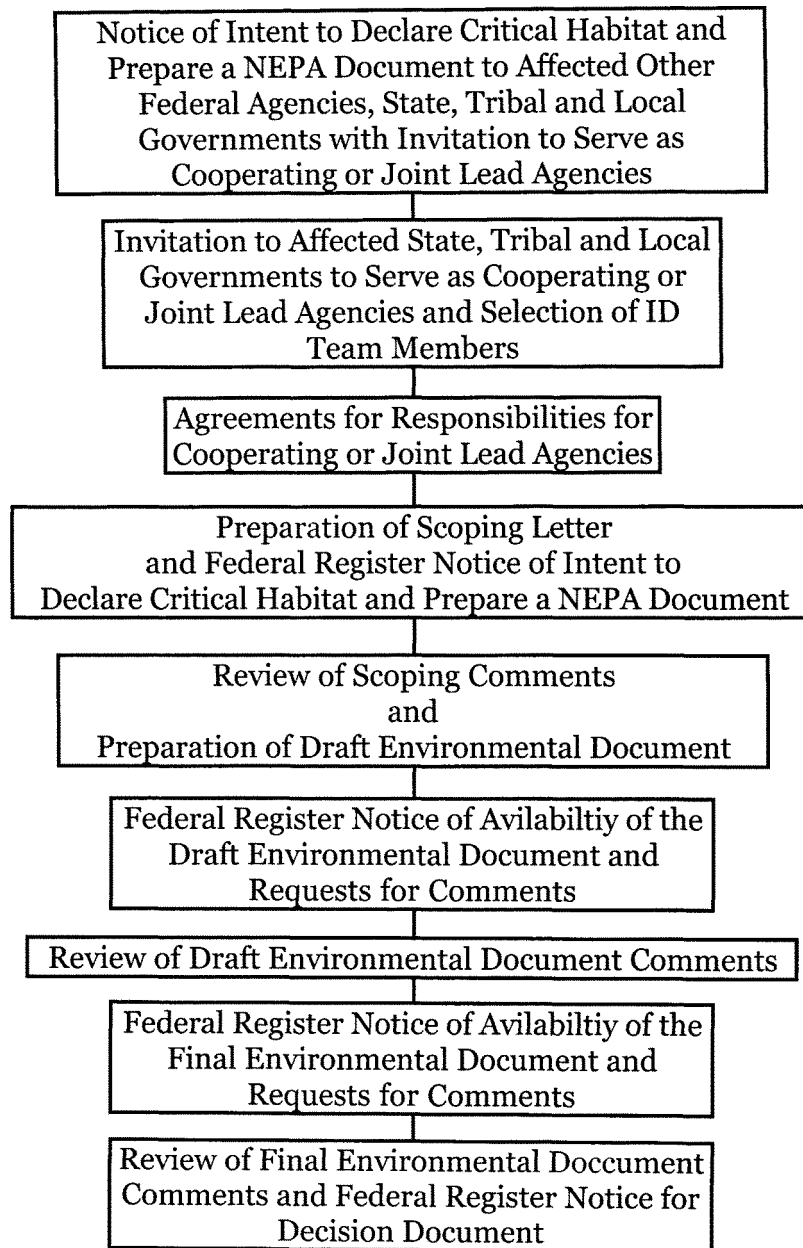 Notice of Intent to Declare Critical Habitat and
Prepare a NEPA Document to Affected Other
Federal Agencies, State, Tribal and Local
Governments with Invitation to Serve as
Cooperating or Joint Lead Agencies
Invitation to Affected State, Tribal and Local
Governments to Serve as Cooperating or
Joint Lead Agencies and Selection of ID
Team Members
Agreements for Responsibilities for
Cooperating or Joint Lead Agencies
Preparation of Scoping Letter
and Federal Register Notice of Intent to
Declare Critical Habitat and Prepare a NEPA Document
Review of Scoping Comments
and
Preparation of Draft Environmental Document
Federal Register Notice of Avilabiltiy of the
Draft Environmental Document and
Requests for Comments
Review of Draft Environmental Document Comments
Federal Register Notice of Avilabiltiy of the
Final Environmental Document and
Requests for Comments
Review of Final Environmental Doccument
Comments and Federal Register Notice for
Decision Document